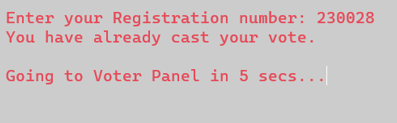 Enter your Registration number: 230028
You have already cast your vote.
Going to Voter Panel in 5 secs...